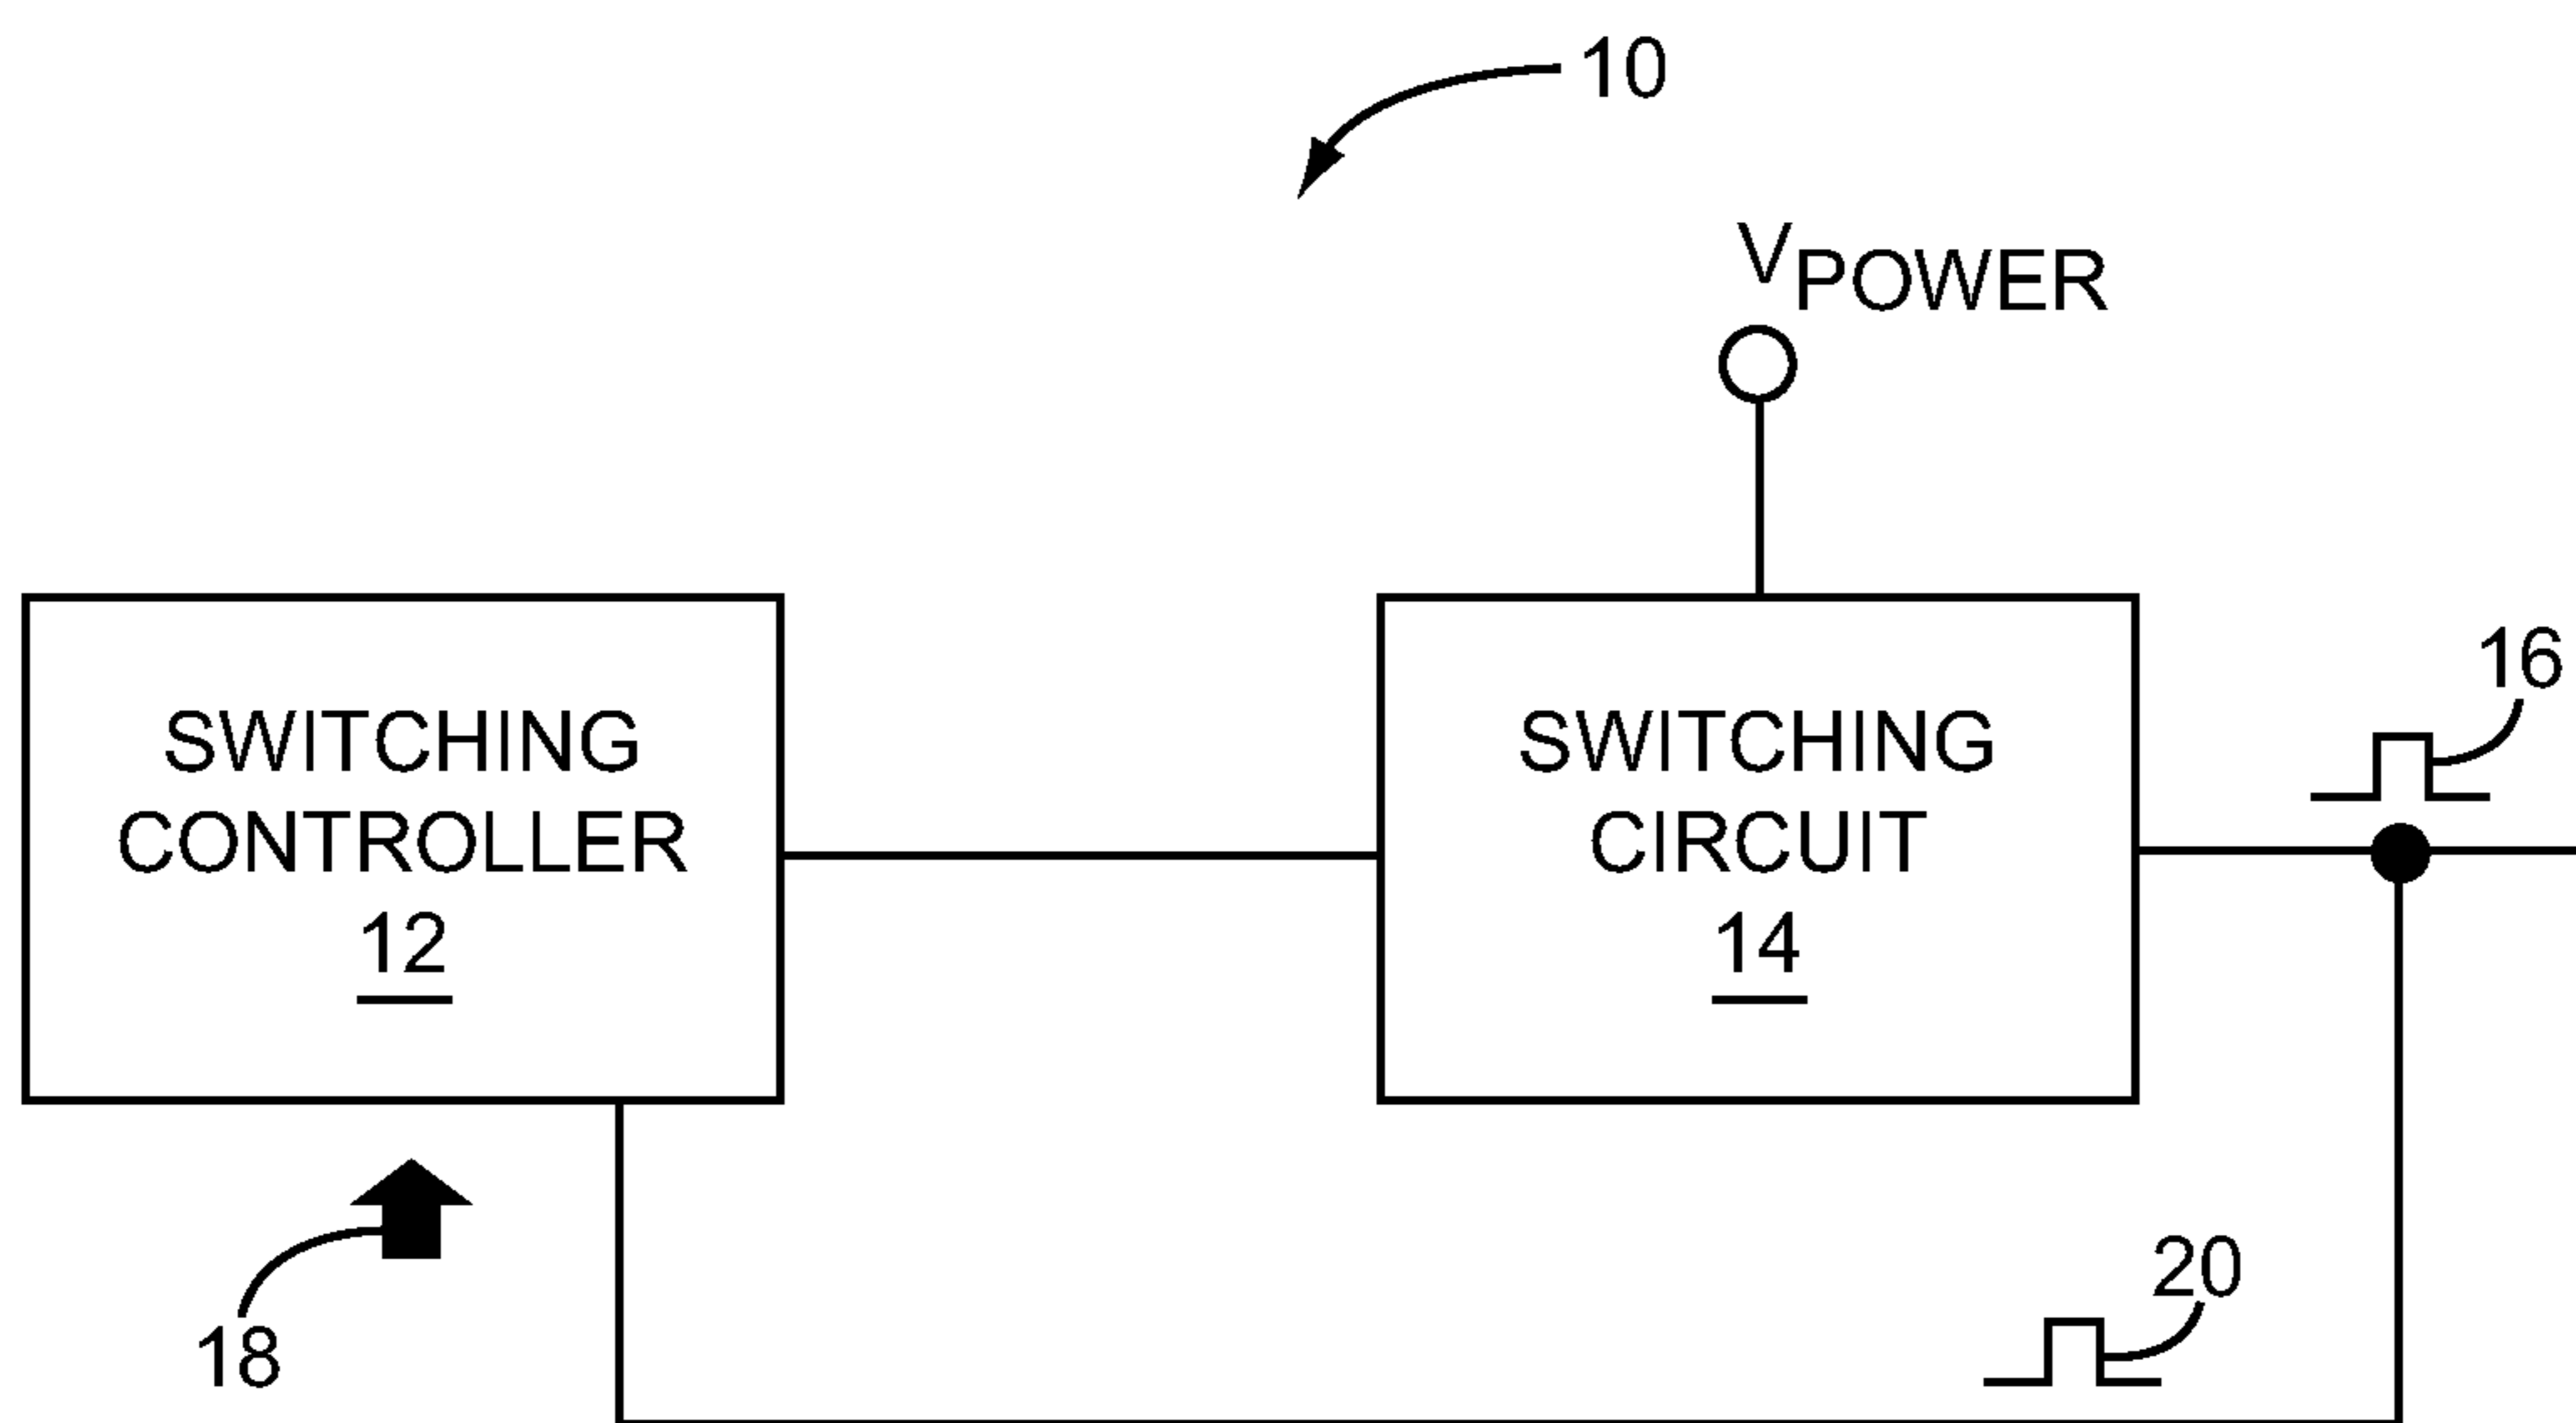 10
VPOWER
16
SWITCHING
CONTROLLER
12
SWITCHING
CIRCUIT
14
20
18